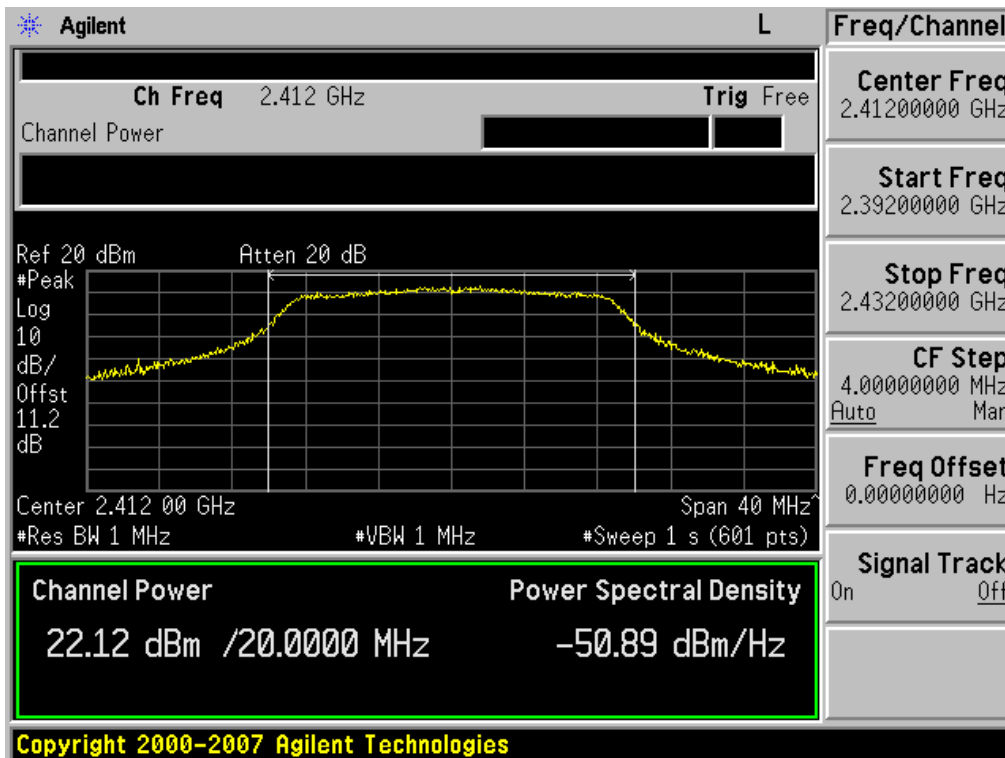 Agilent L Freq/Channel
Ch Freq 2.412 GHz Trig Free
Channel Power
Ref 20 dBm Atten 20 dB
#Peak
Log
10
dB/
Offst
11.2
dB
Center 2.412 00 GHz Span 40 MHz^
#Res BW 1 MHz #VBW 1 MHz #Sweep 1 s (601 pts)
Channel Power Power Spectral Density
22.12 dBm /20.0000 MHz -50.89 dBm/Hz
Copyright 2000-2007 Agilent Technologies
Center Freq
2.41200000 GHz
Start Freq
2.39200000 GHz
Stop Freq
2.43200000 GHz
CF Step
4.00000000 MHz
Auto Man
Freq Offset
0.00000000 Hz
Signal Track
On Off